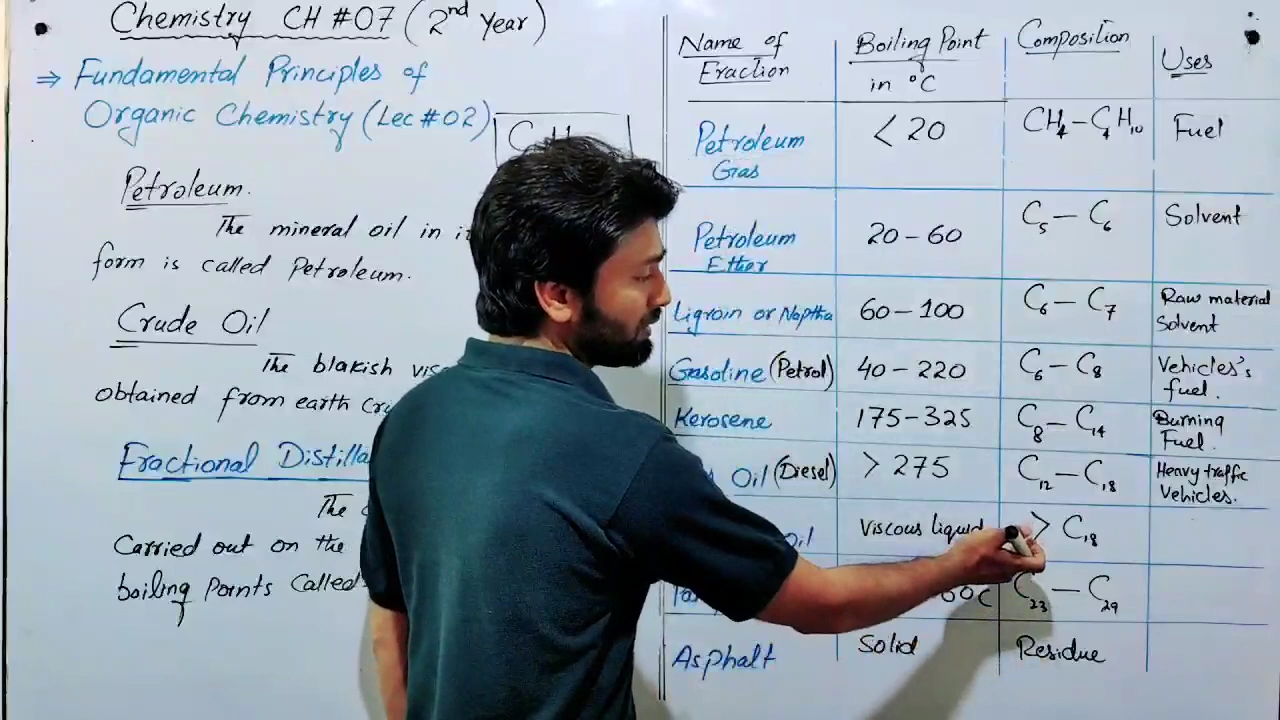 Chemistry CH #07 (2nd Year)
⇒ Fundamental Principles of
Organic Chemistry (Lec #02)
Petroleum.
The mineral oil in
form is called Petroleum.
Crude Oil
The blakish
obtained from earth
Fractional
The
Carried out on the
boiling Points Called
Name of Fraction | Boiling Point in °C | Composition | Uses
Petroleum Gas | < 20 | CH4 – C4H10 | Fuel
Petroleum Ether | 20 – 60 | C5 – C6 | Solvent
Ligroin or Naptha | 60 – 100 | C6 – C7 | Raw material Solvent
Gasoline (Petrol) | 40 – 220 | C6 – C8 | Vehicles's fuel.
Kerosene | 175 – 325 | C8 – C14 | Burning Fuel.
Oil (Diesel) | > 275 | C12 – C18 | Heavy traffic Vehicles.
Oil | Viscous liquid | > C18
C23 – C29
Asphalt | Solid | Residue